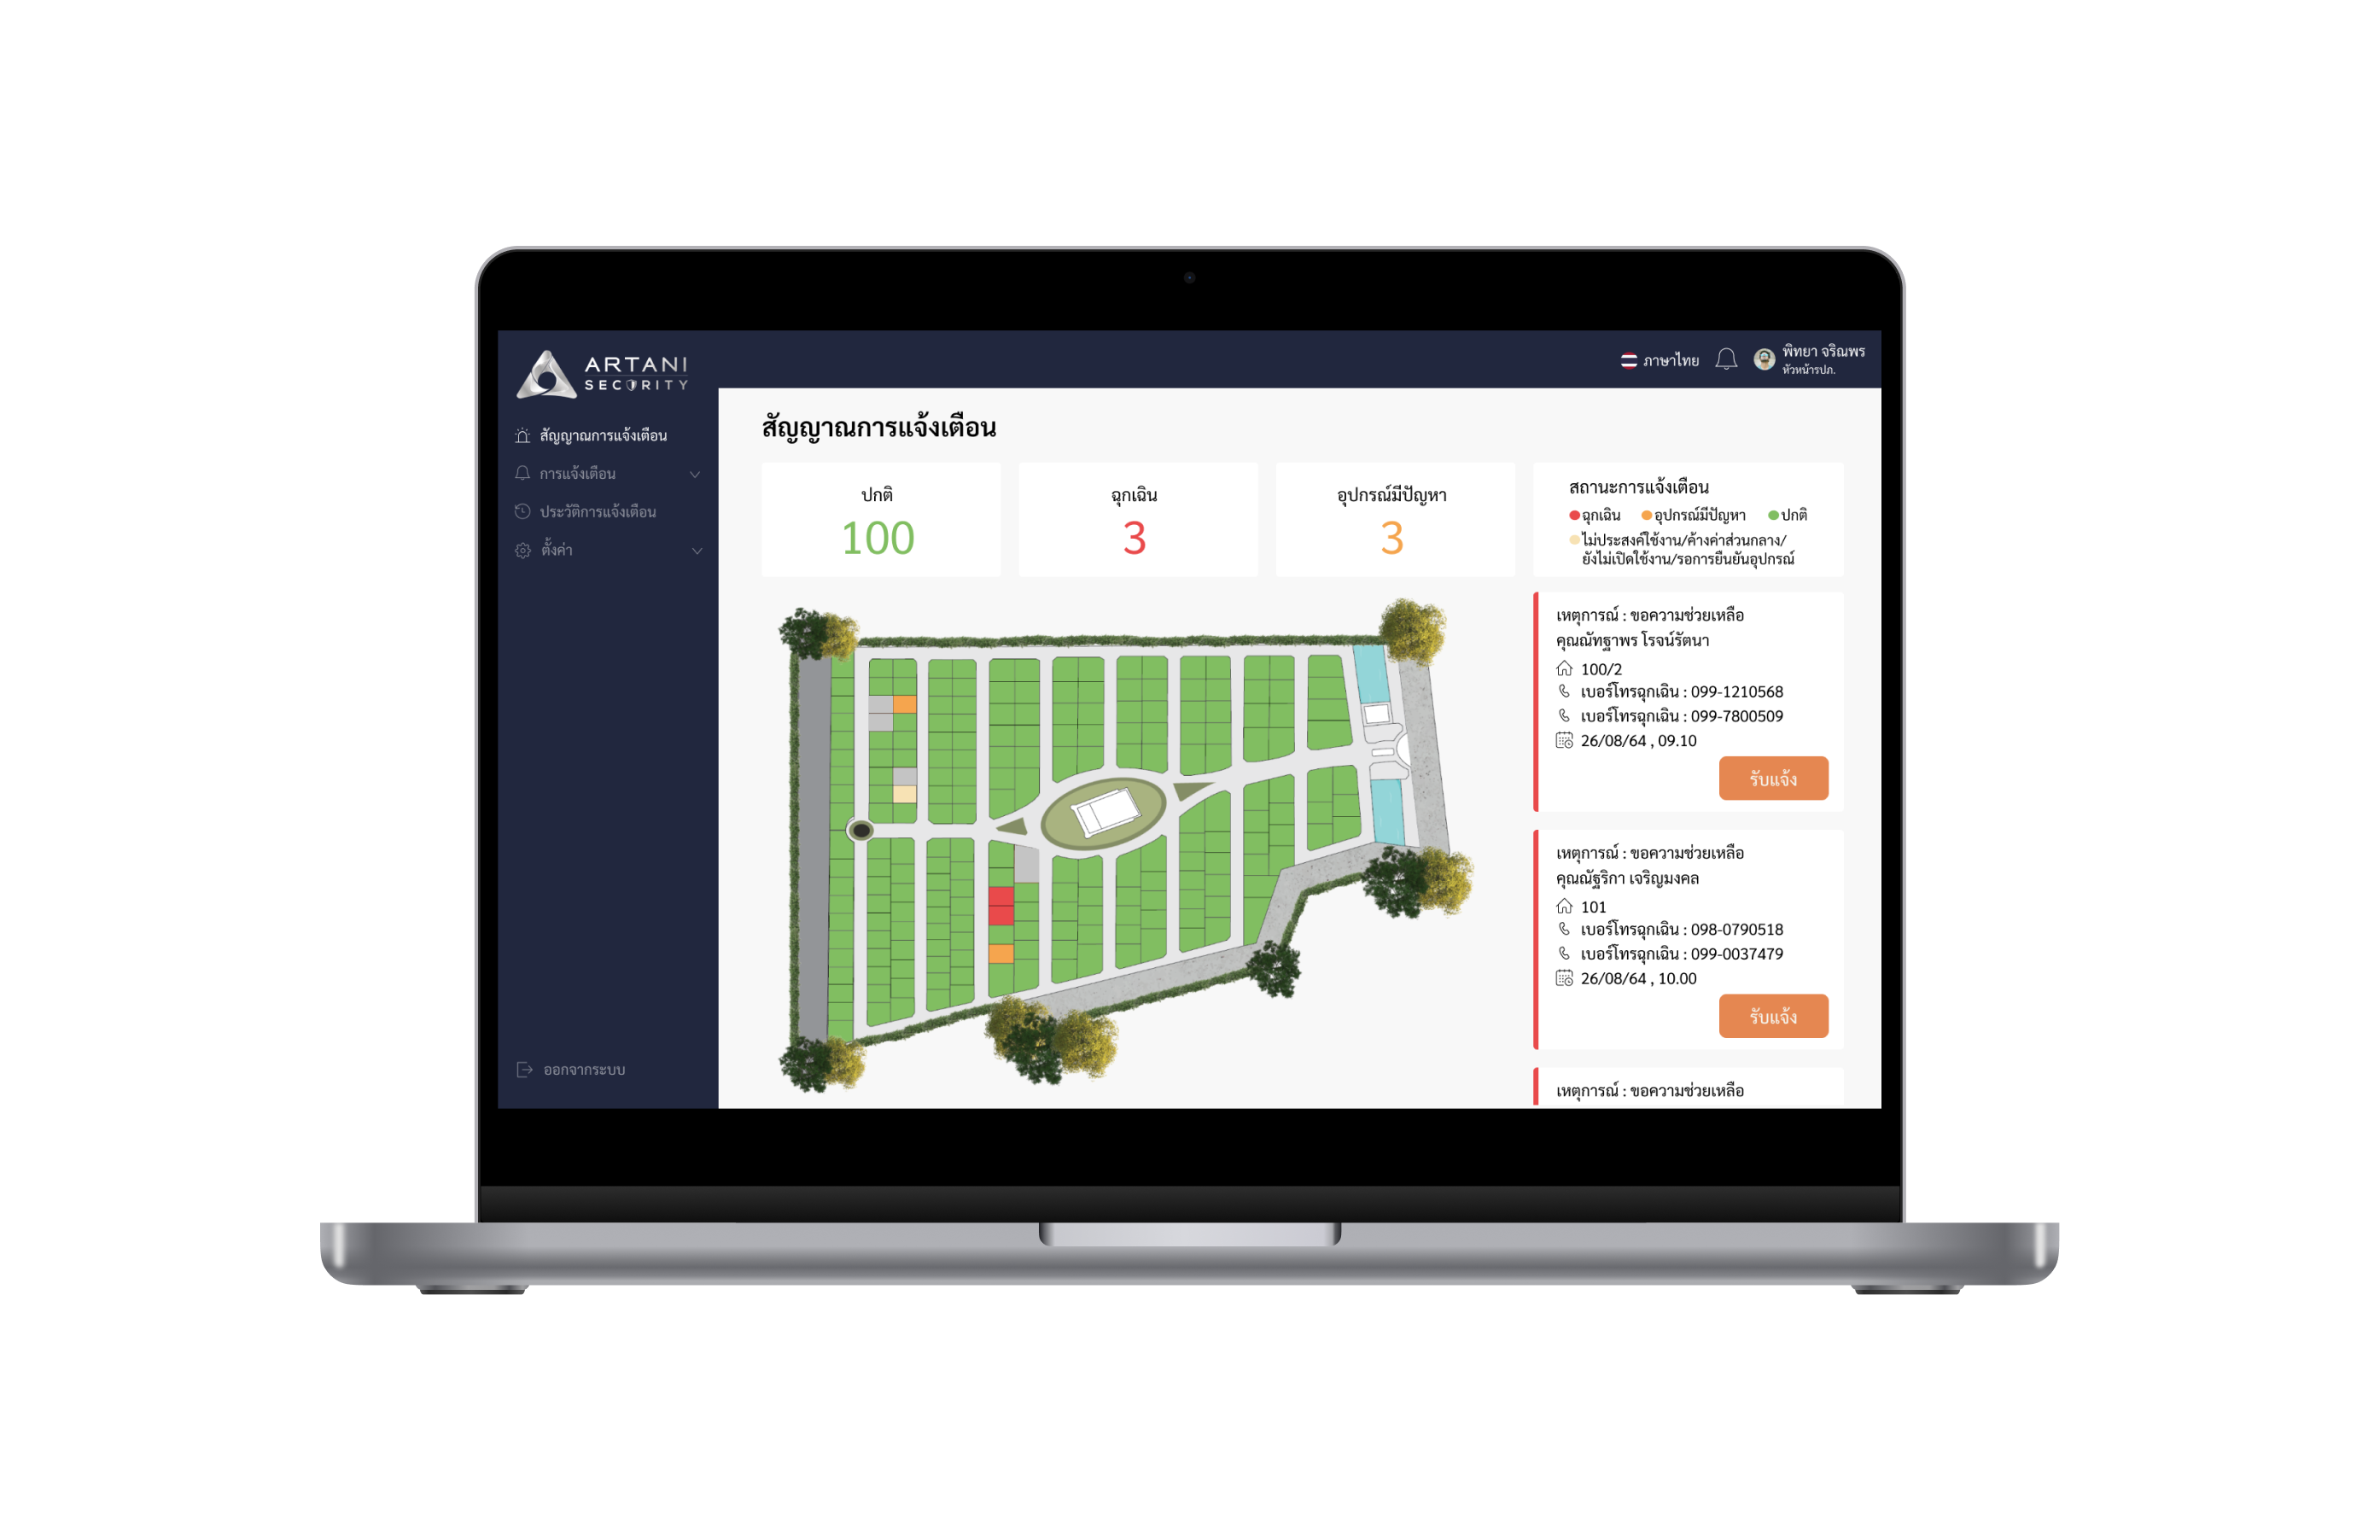 ARTANI
SECURITY
ภาษาไทย
พิทยา จริณพร
หัวหน้ารปภ.
สัญญาณการแจ้งเตือน
การแจ้งเตือน
ประวัติการแจ้งเตือน
ตั้งค่า
ออกจากระบบ
สัญญาณการแจ้งเตือน
ปกติ
100
ฉุกเฉิน
3
อุปกรณ์มีปัญหา
3
สถานะการแจ้งเตือน
ฉุกเฉิน อุปกรณ์มีปัญหา ปกติ
ไม่ประสงค์ใช้งาน/ค้างค่าส่วนกลาง/
ยังไม่เปิดใช้งาน/รอการยืนยันอุปกรณ์
เหตุการณ์ : ขอความช่วยเหลือ
คุณณัทฐาพร โรจน์รัตนา
100/2
เบอร์โทรฉุกเฉิน : 099-1210568
เบอร์โทรฉุกเฉิน : 099-7800509
26/08/64 , 09.10
รับแจ้ง
เหตุการณ์ : ขอความช่วยเหลือ
คุณณัฐริกา เจริญมงคล
101
เบอร์โทรฉุกเฉิน : 098-0790518
เบอร์โทรฉุกเฉิน : 099-0037479
26/08/64 , 10.00
รับแจ้ง
เหตุการณ์ : ขอความช่วยเหลือ